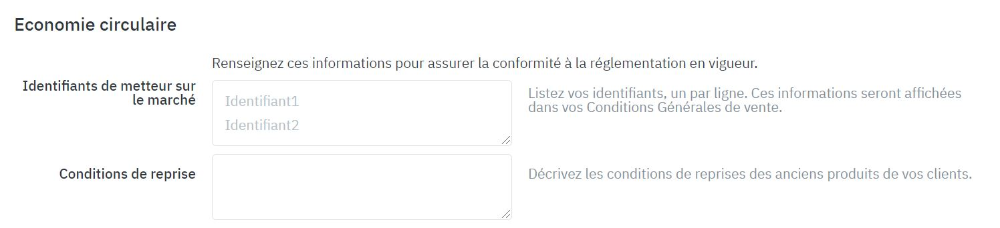 Economie circulaire
Renseignez ces informations pour assurer la conformité à la réglementation en vigueur.
Identifiants de metteur sur
le marché
Identifiant1
Identifiant2
Listez vos identifiants, un par ligne. Ces informations seront affichées
dans vos Conditions Générales de vente.
Conditions de reprise
Décrivez les conditions de reprises des anciens produits de vos clients.